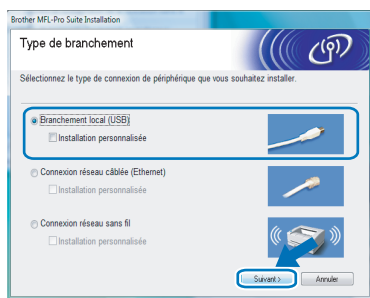 Brother MFL-Pro Suite Installation
Type de branchement
Sélectionnez le type de connexion de périphérique que vous souhaitez installer.
Branchement local (USB)
Installation personnalisée
Connexion réseau câblée (Ethernet)
Installation personnalisée
Connexion réseau sans fil
Installation personnalisée
Suivant >
Annuler